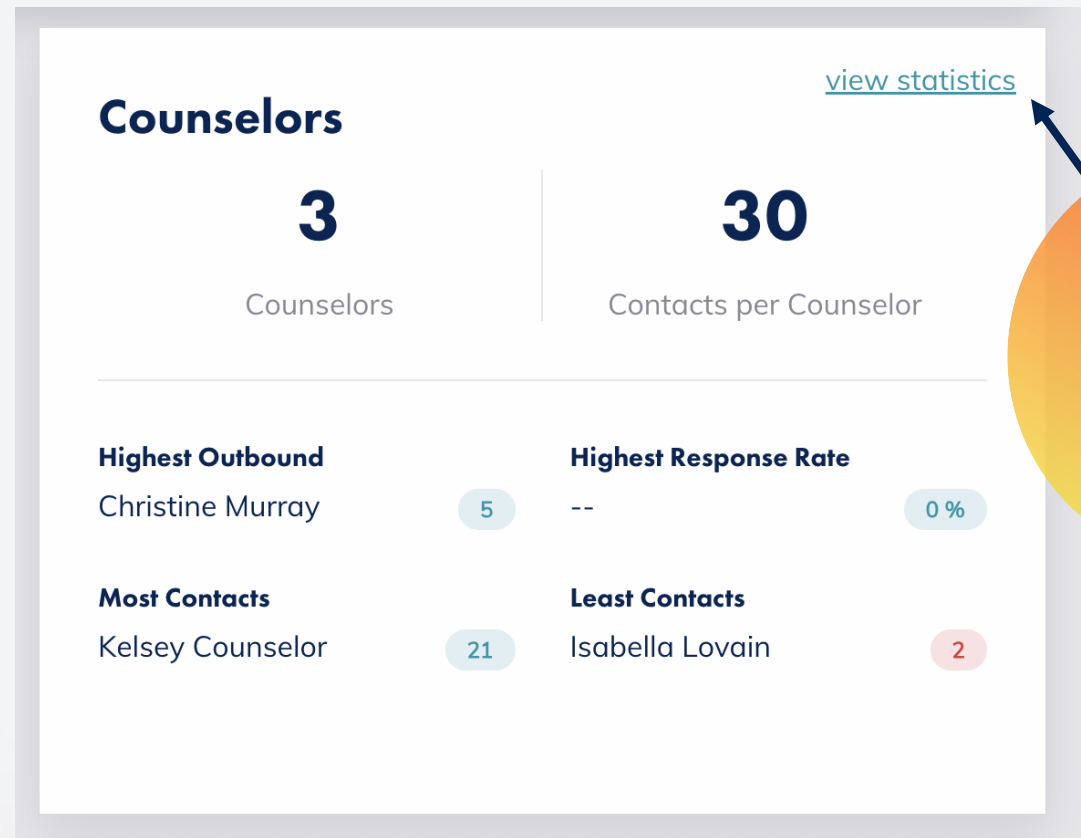 view statistics
Counselors
3
30
Counselors
Contacts per Counselor
Highest Outbound
Christine Murray
5
Highest Response Rate
--
0 %
Most Contacts
Kelsey Counselor
21
Least Contacts
Isabella Lovain
2